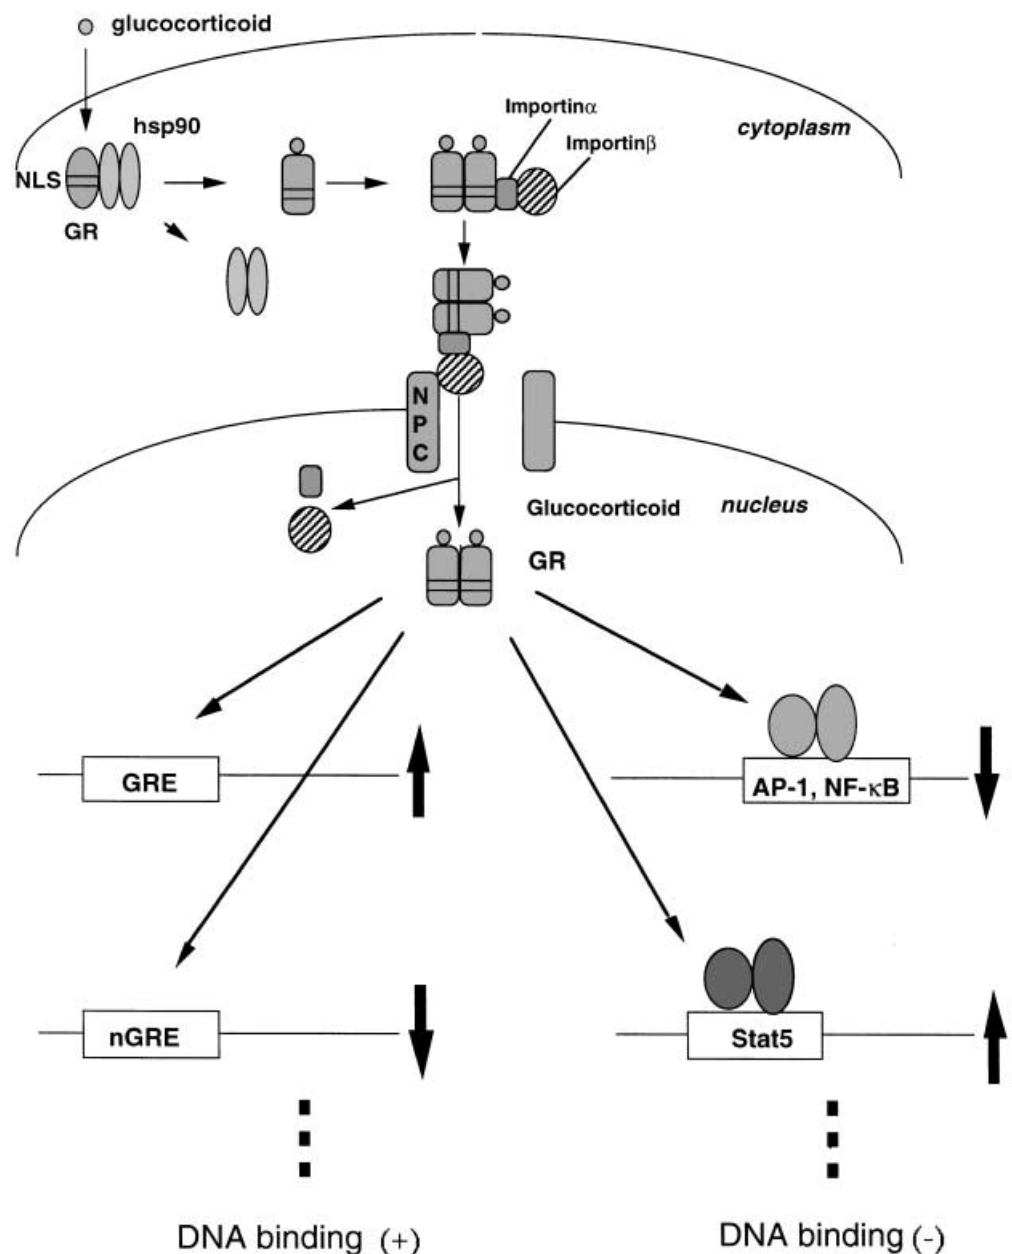 glucocorticoid
hsp90
Importinα
Importinβ
cytoplasm
NLS
GR
N
P
C
Glucocorticoid
nucleus
GR
GRE
AP-1, NF-κB
nGRE
Stat5
DNA binding (+)
DNA binding (-)